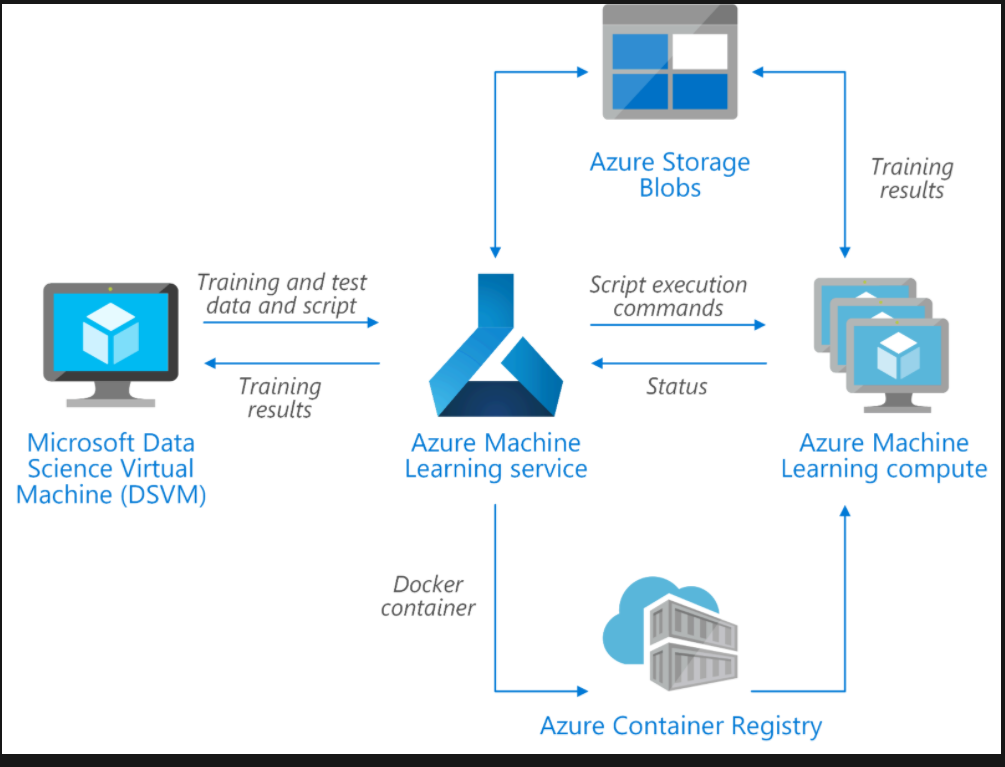 Azure Storage
Blobs
Training
results
Training and test
data and script
Script execution
commands
Training
results
Status
Microsoft Data
Science Virtual
Machine (DSVM)
Azure Machine
Learning service
Azure Machine
Learning compute
Docker
container
Azure Container Registry